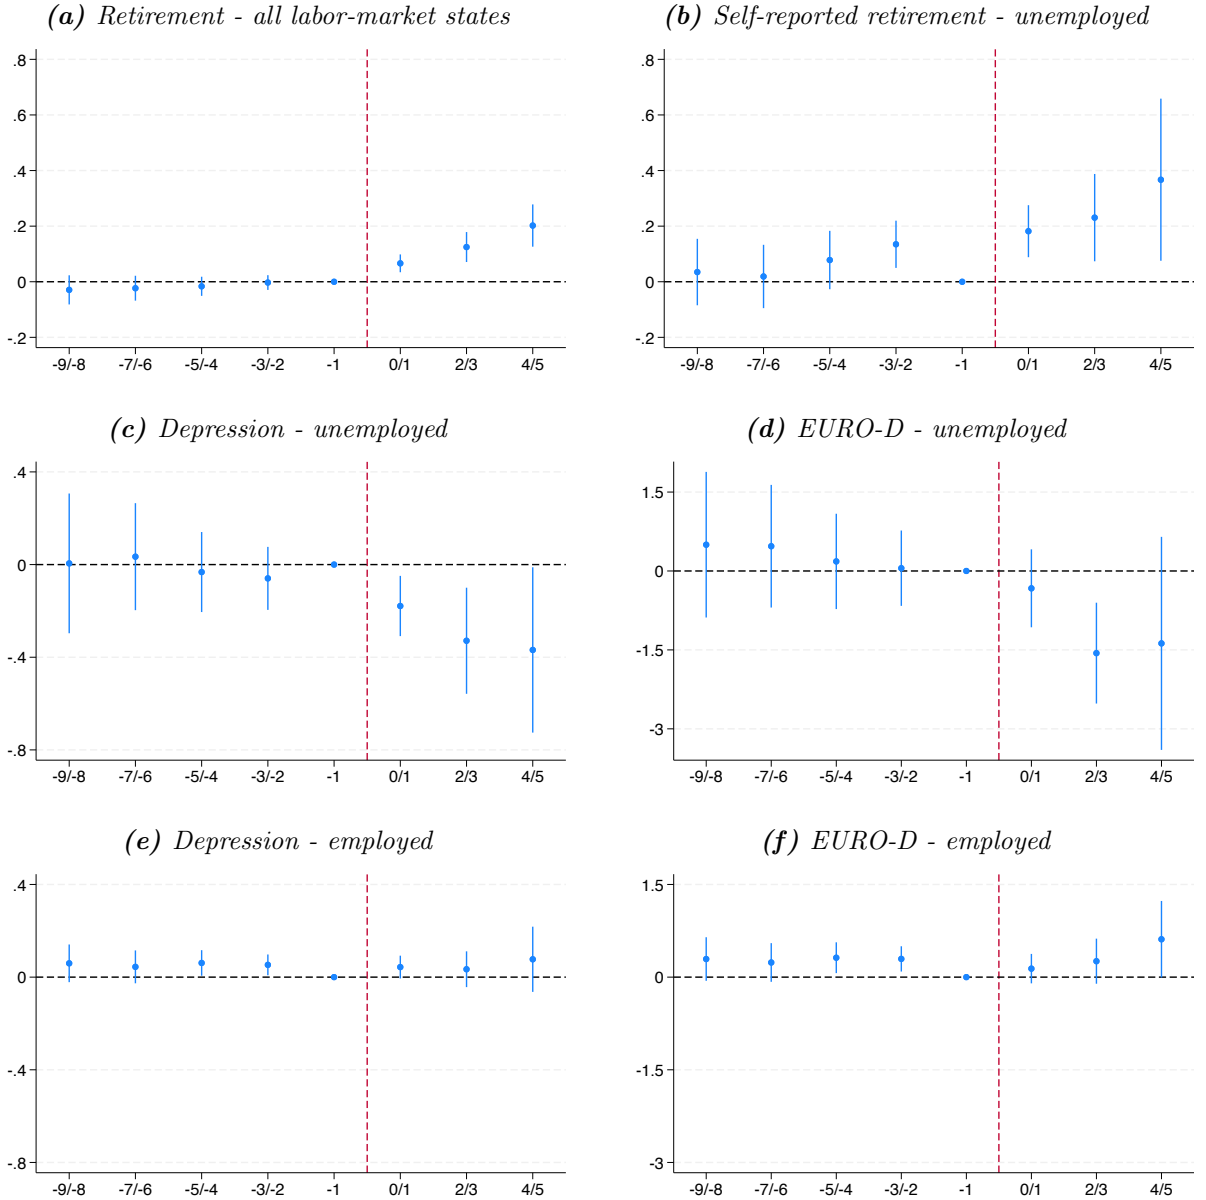 (a) Retirement - all labor-market states
.8
.6
.4
.2
0
-.2
-9/-8 -7/-6 -5/-4 -3/-2 -1 0/1 2/3 4/5
(b) Self-reported retirement - unemployed
.8
.6
.4
.2
0
-.2
-9/-8 -7/-6 -5/-4 -3/-2 -1 0/1 2/3 4/5
(c) Depression - unemployed
.4
0
-.4
-.8
-9/-8 -7/-6 -5/-4 -3/-2 -1 0/1 2/3 4/5
(d) EURO-D - unemployed
1.5
0
-1.5
-3
-9/-8 -7/-6 -5/-4 -3/-2 -1 0/1 2/3 4/5
(e) Depression - employed
.4
0
-.4
-.8
-9/-8 -7/-6 -5/-4 -3/-2 -1 0/1 2/3 4/5
(f) EURO-D - employed
1.5
0
-1.5
-3
-9/-8 -7/-6 -5/-4 -3/-2 -1 0/1 2/3 4/5